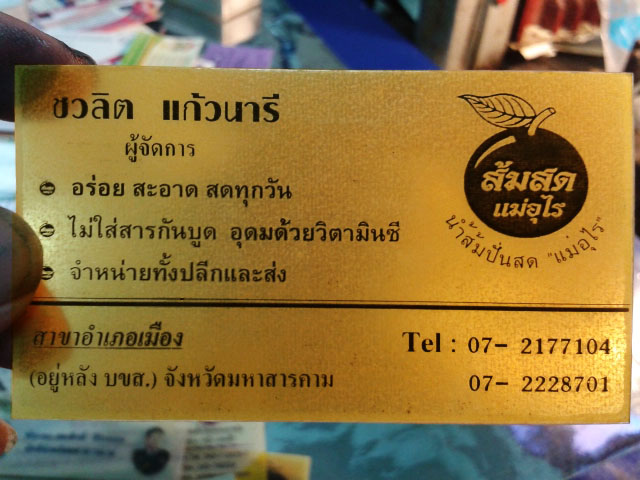 ชวลิต แก้วนารี
ผู้จัดการ
อร่อย สะอาด สดทุกวัน
ไม่ใส่สารกันบูด อุดมด้วยวิตามินซี
จำหน่ายทั้งปลีกและส่ง
ส้มสด
แม่อุไร
น้ำส้มปั่นสด "แม่อุไร"
สาขาอำเภอเมือง
(อยู่หลัง บขส.) จังหวัดมหาสารคาม
Tel : 07- 2177104
07- 2228701